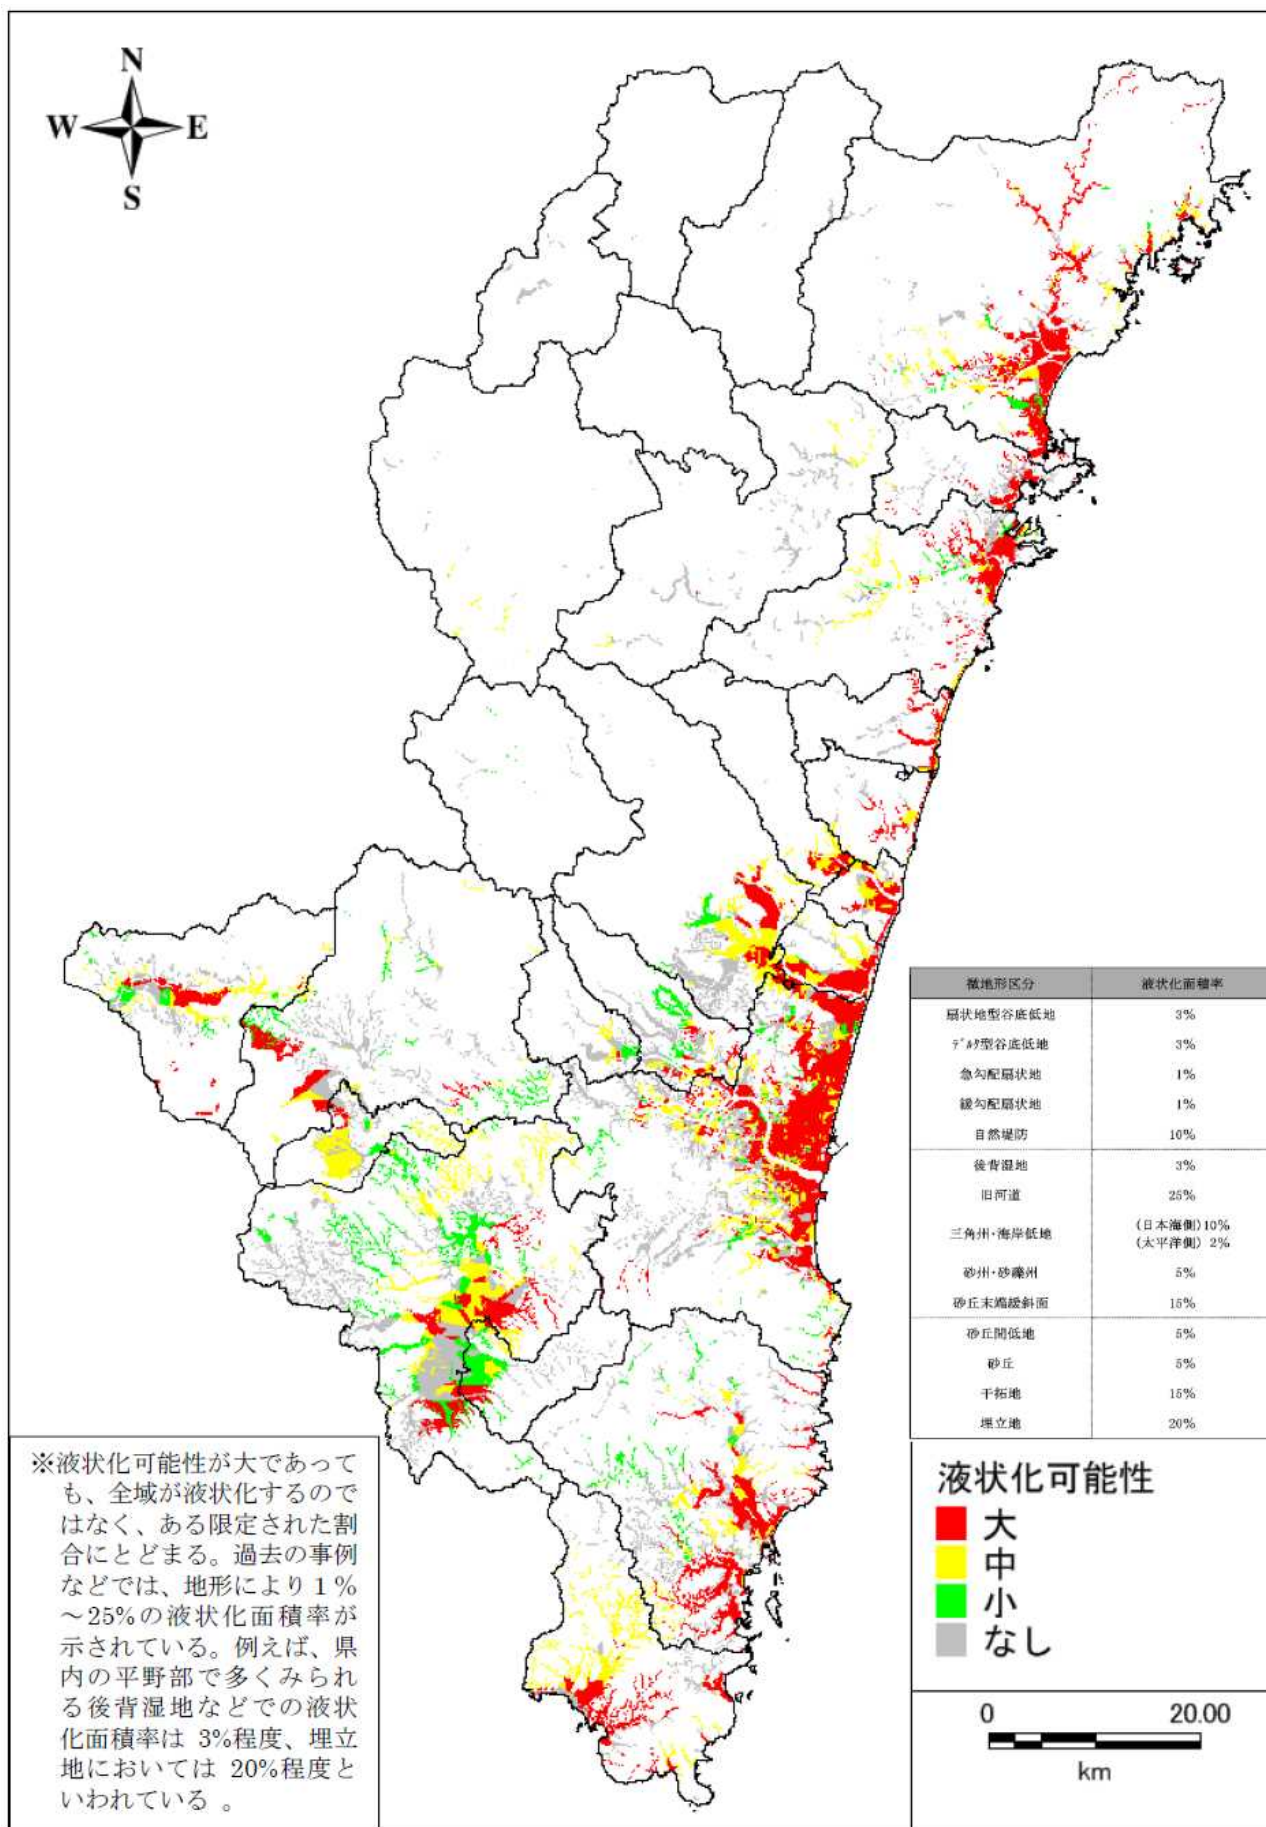 N
W E
S
微地形区分 液状化面積率
扇状地型谷底低地 3%
デルタ型谷底低地 3%
急勾配扇状地 1%
緩勾配扇状地 1%
自然堤防 10%
後背湿地 3%
旧河道 25%
三角州・海岸低地 (日本海側)10%
(太平洋側) 2%
砂州・砂礫州 5%
砂丘末端緩斜面 15%
砂丘間低地 5%
砂丘 5%
干拓地 15%
埋立地 20%
※液状化可能性が大であって
も、全域が液状化するので
はなく、ある限定された割
合にとどまる。過去の事例
などでは、地形により1%
~25%の液状化面積率が
示されている。例えば、県
内の平野部で多くみられ
る後背湿地などでの液状
化面積率は 3%程度、埋立
地においては 20%程度と
いわれている 。
液状化可能性
大
中
小
なし
0 20.00
km